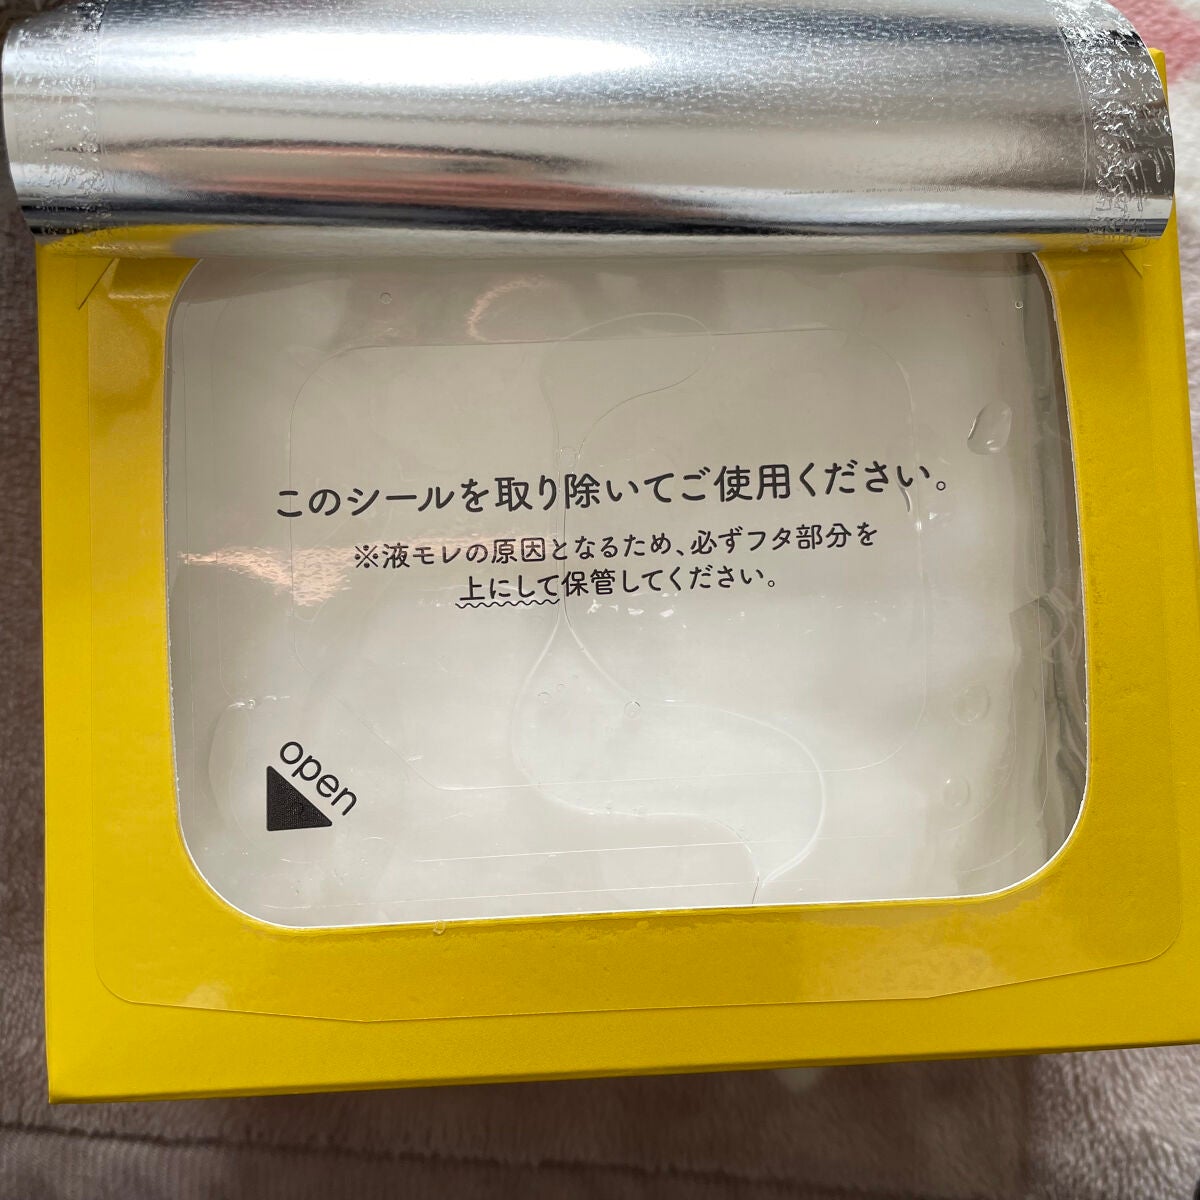 このシールを取り除いてご使用ください。
※液モレの原因となるため、必ずフタ部分を
上にして保管してください。
open